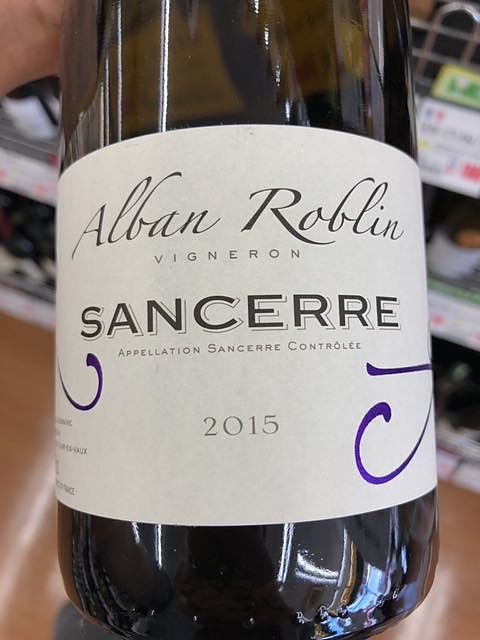 Alban Roblin
VIGNERON
SANCERRE
APPELLATION SANCERRE CONTRÔLÉE
2015